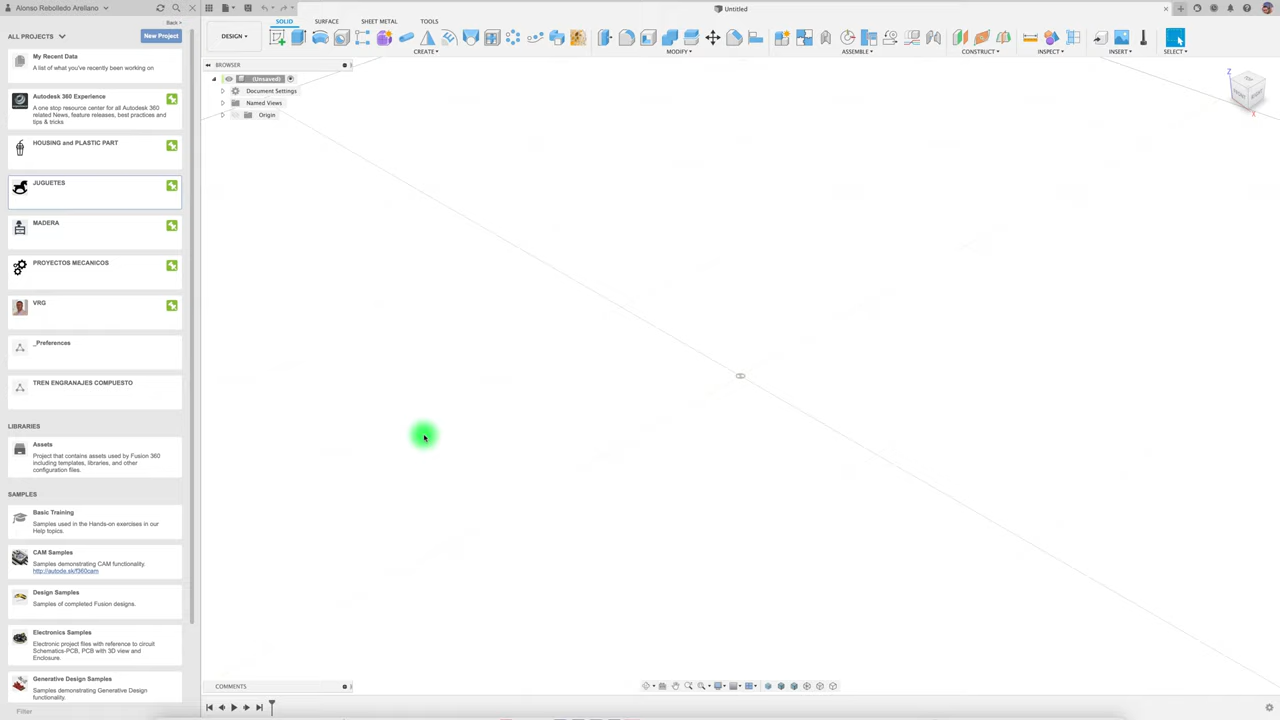 Alonso Rebolledo Arellano
Untitled
Back >
ALL PROJECTS
New Project
My Recent Data
A list of what you've recently been working on
Autodesk 360 Experience
A one stop resource center for all Autodesk 360
related News, feature releases, best practices and
tips & tricks
HOUSING and PLASTIC PART
JUGUETES
MADERA
PROYECTOS MECANICOS
VRG
_Preferences
TREN ENGRANAJES COMPUESTO
LIBRARIES
Assets
Project that contains assets used by Fusion 360
including templates, libraries, and other
configuration files.
SAMPLES
Basic Training
Samples used in the Hands-on exercises in our
Help topics.
CAM Samples
Samples demonstrating CAM functionality.
http://autode.sk/f360cam
Design Samples
Samples of completed Fusion designs.
Electronics Samples
Electronic project files with reference to circuit
Schematics-PCB, PCB with 3D view and
Enclosure.
Generative Design Samples
Samples demonstrating Generative Design
functionality.
Filter
DESIGN
SOLID SURFACE SHEET METAL TOOLS
CREATE MODIFY ASSEMBLE CONSTRUCT INSPECT INSERT SELECT
BROWSER
(Unsaved)
Document Settings
Named Views
Origin
Z
X
COMMENTS